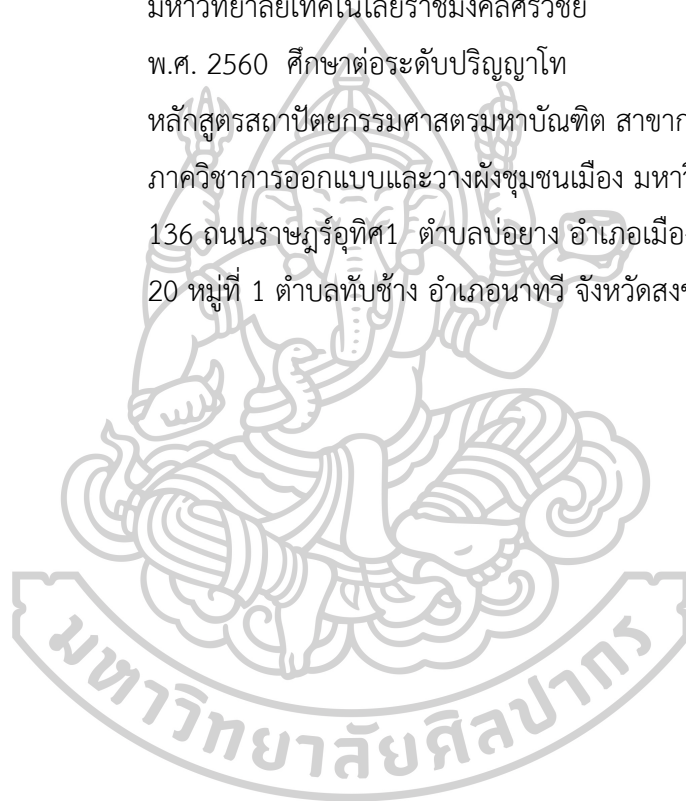 มหาวิทยาลัยเทคโนโลยีราชมงคลศรีวิชัย
พ.ศ. 2560 ศึกษาต่อระดับปริญญาโท
หลักสูตรสถาปัตยกรรมศาสตรมหาบัณฑิต
ภาควิชาการออกแบบและวางผังชุมชนเมือง
136 ถนนราษฎร์อุทิศ1 ตำบลบ่อยาง อำเภอเมือง
20 หมู่ที่ 1 ตำบลทับช้าง อำเภอนาทวี จังหวัด
มหาวิทยาลัยศิลปากร